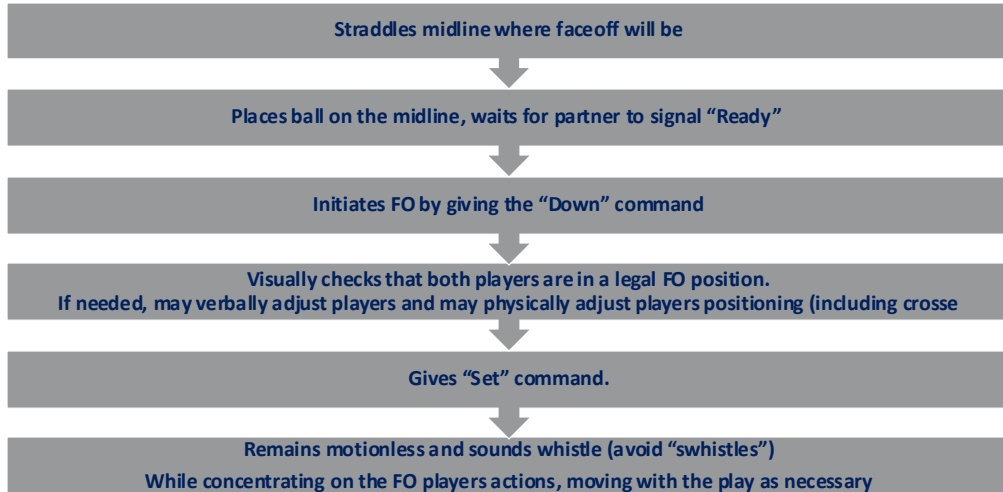 Straddles midline where faceoff will be
Places ball on the midline, waits for partner to signal “Ready”
Initiates FO by giving the “Down” command
Visually checks that both players are in a legal FO position.
If needed, may verbally adjust players and may physically adjust players positioning (including crosse
Gives “Set” command.
Remains motionless and sounds whistle (avoid “swhistles”)
While concentrating on the FO players actions, moving with the play as necessary